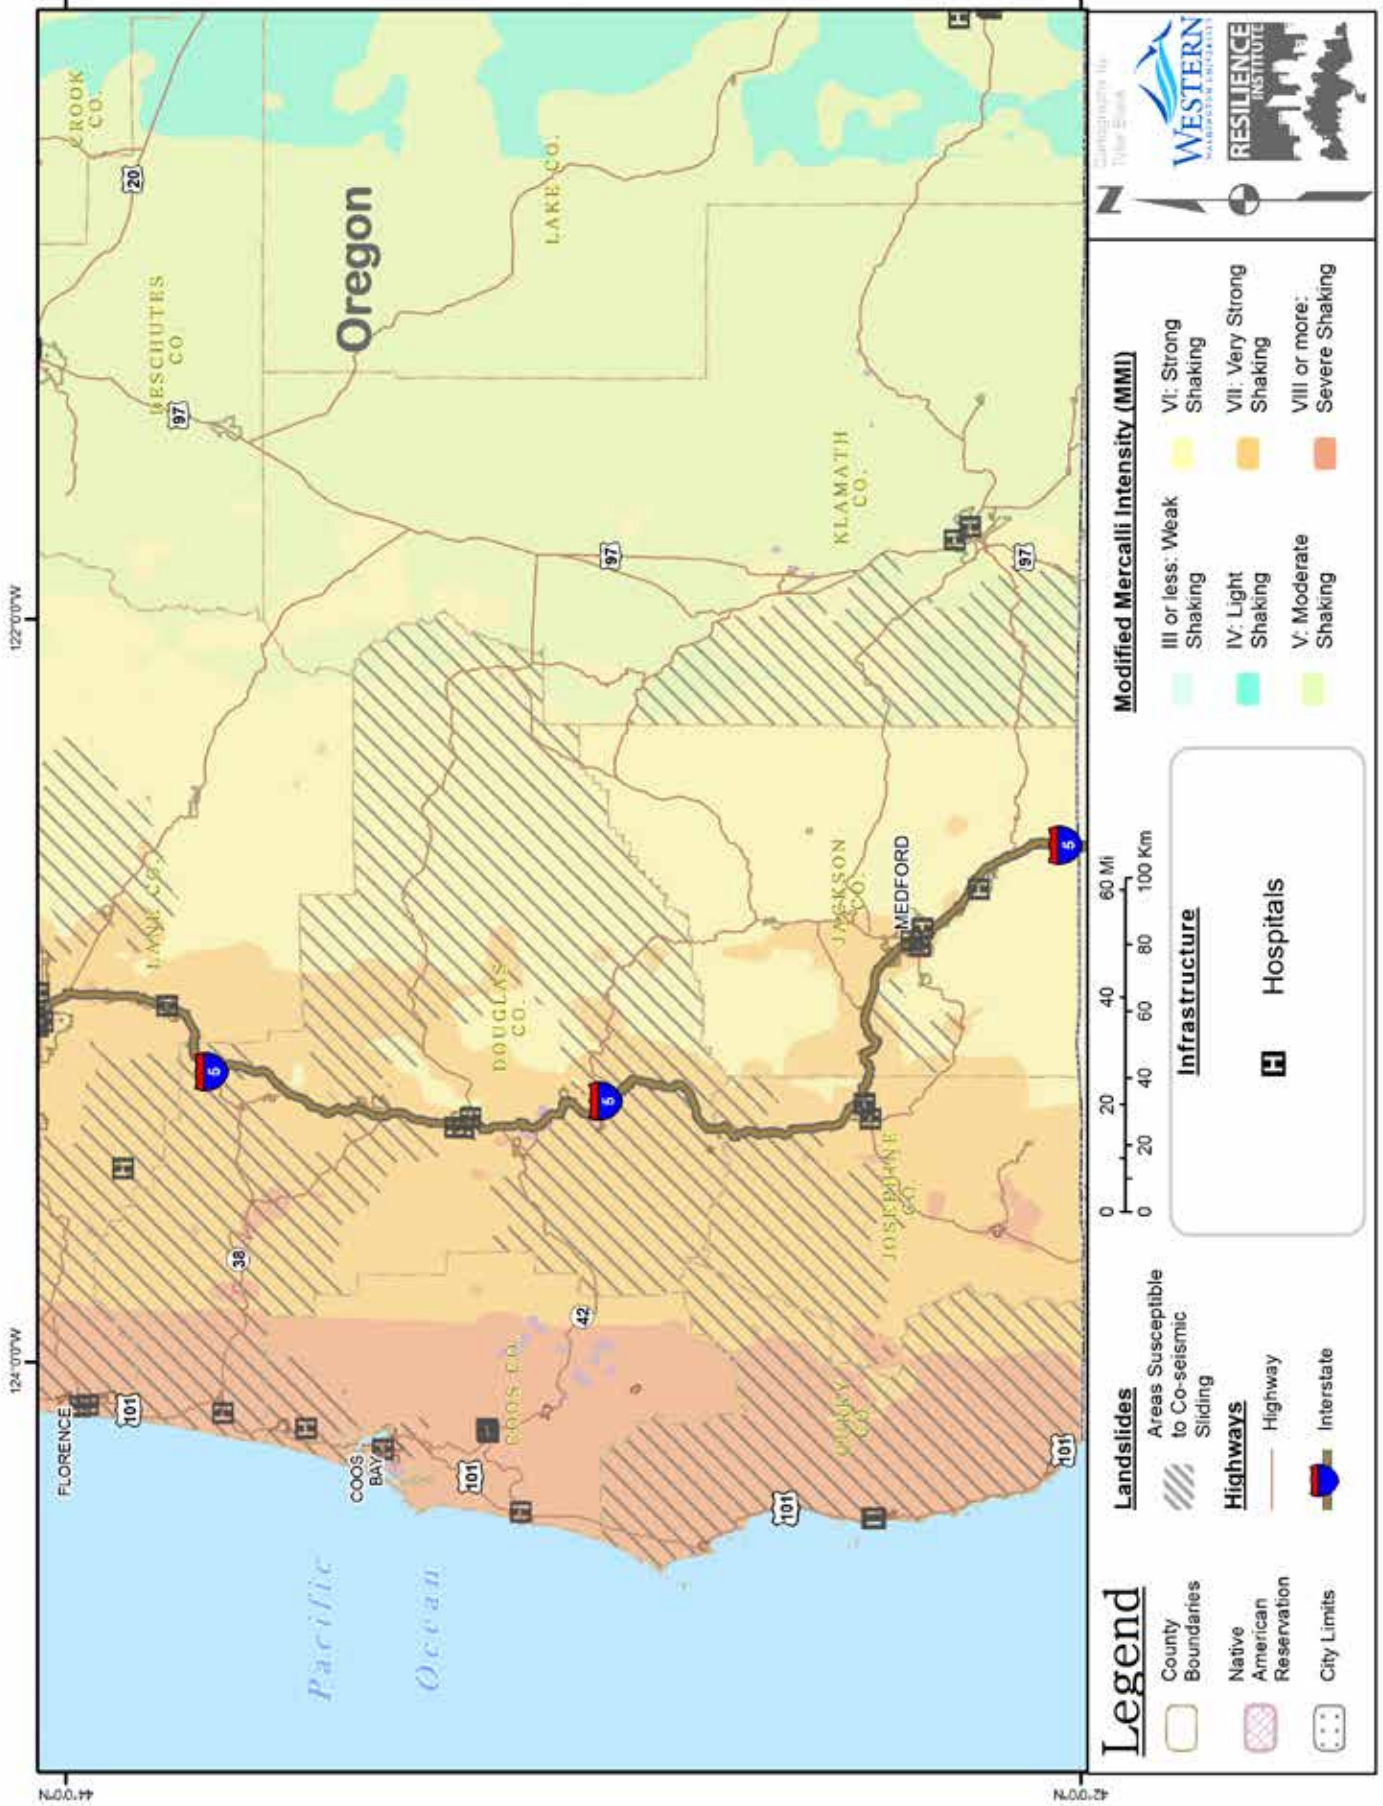 44°0'0"N
42°0'0"N
124°0'0"W
122°0'0"W
FLORENCE
COOS
BAY
MEDFORD
Pacific
Ocean
Oregon
LANE CO.
DOUGLAS
CO.
COOS CO.
CURRY
CO.
JOSEPHINE
CO.
JACKSON
CO.
KLAMATH
CO.
LAKE CO.
DESCHUTES
CO.
CROOK
CO.
101
101
101
101
38
42
5
5
5
97
97
97
20
H
H
H
H
H
H
H
H
H
H
H
Legend
County
Boundaries
Native
American
Reservation
City Limits
Landslides
Areas Susceptible
to Co-seismic
Sliding
Highways
Highway
Interstate
0 20 40 60 Mi
0 20 40 60 80 100 Km
Infrastructure
H Hospitals
Modified Mercalli Intensity (MMI)
III or less: Weak
Shaking
IV: Light
Shaking
V: Moderate
Shaking
VI: Strong
Shaking
VII: Very Strong
Shaking
VIII or more:
Severe Shaking
N
Cartography by:
WESTERN
WASHINGTON UNIVERSITY
RESILIENCE
INSTITUTE